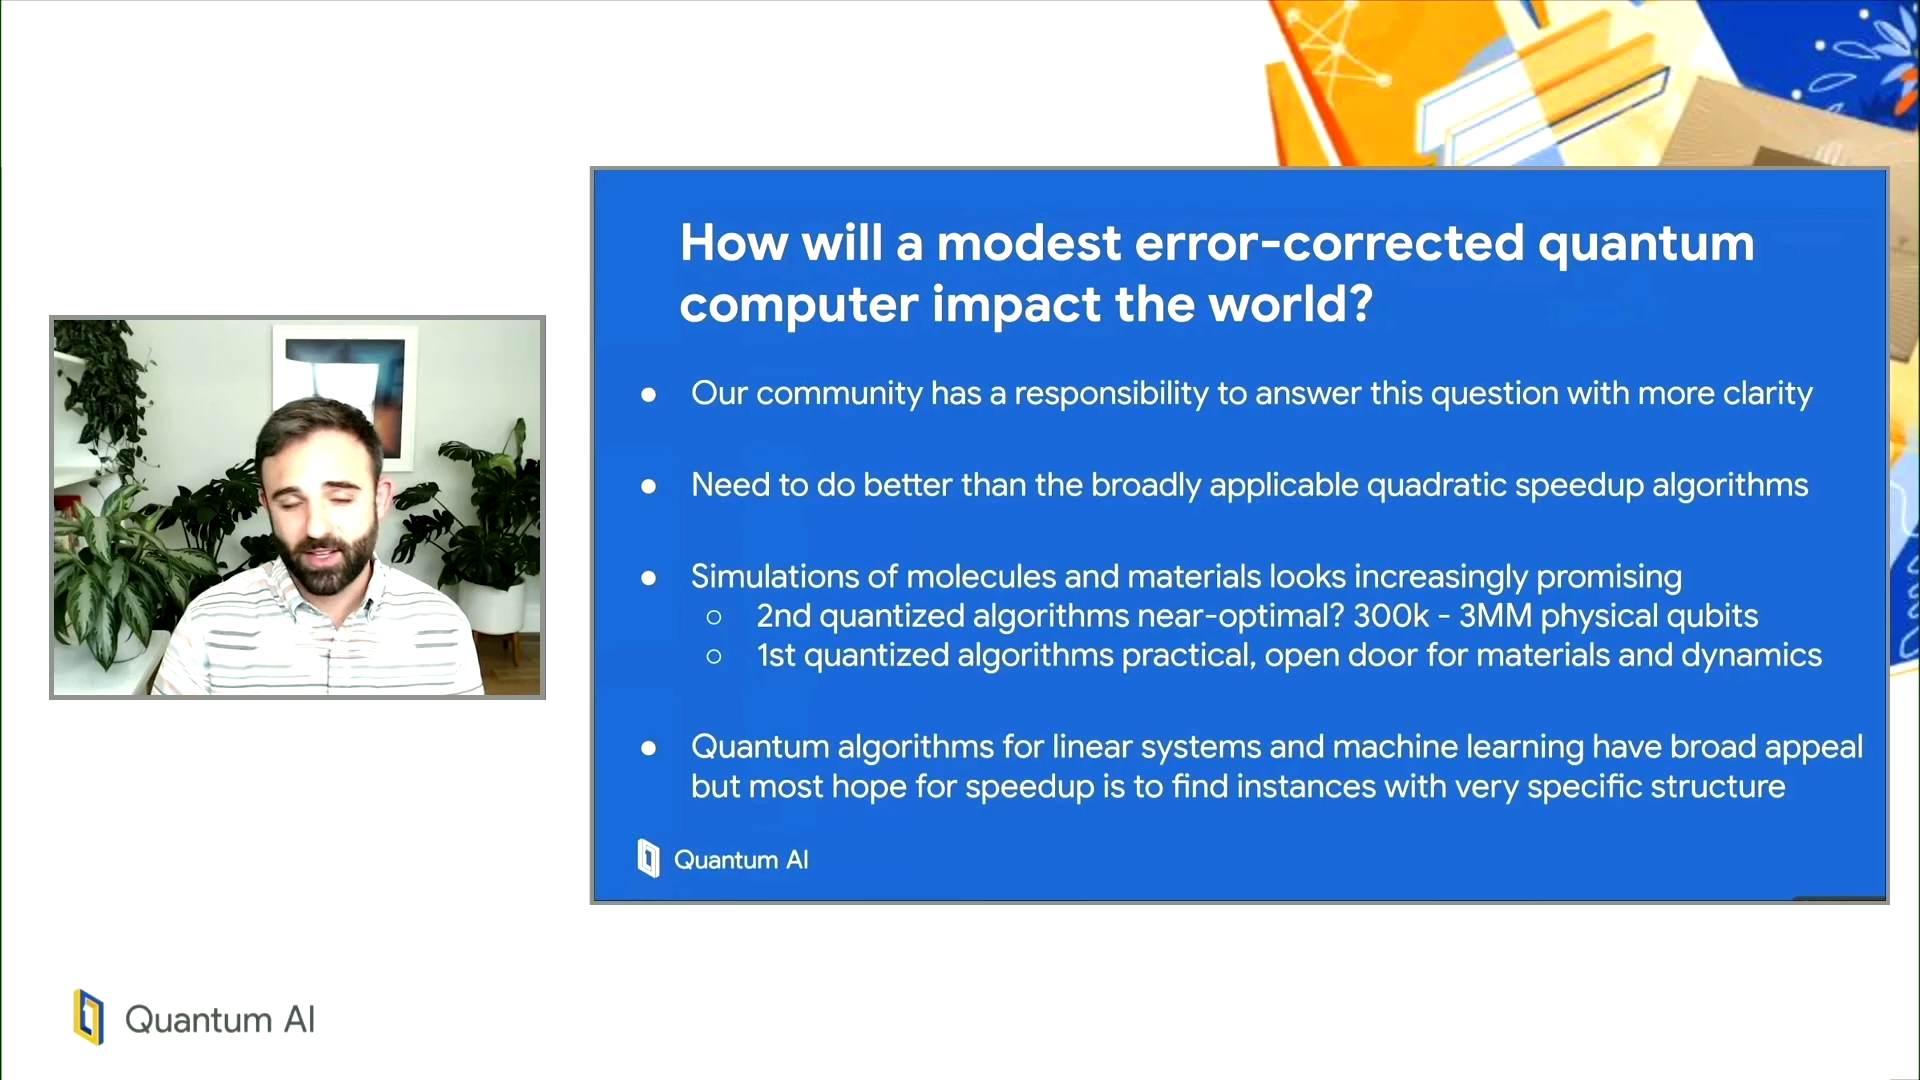 How will a modest error-corrected quantum
computer impact the world?
● Our community has a responsibility to answer this question with more clarity
● Need to do better than the broadly applicable quadratic speedup algorithms
● Simulations of molecules and materials looks increasingly promising
○ 2nd quantized algorithms near-optimal? 300k - 3MM physical qubits
○ 1st quantized algorithms practical, open door for materials and dynamics
● Quantum algorithms for linear systems and machine learning have broad appeal
but most hope for speedup is to find instances with very specific structure
Quantum AI
Quantum AI